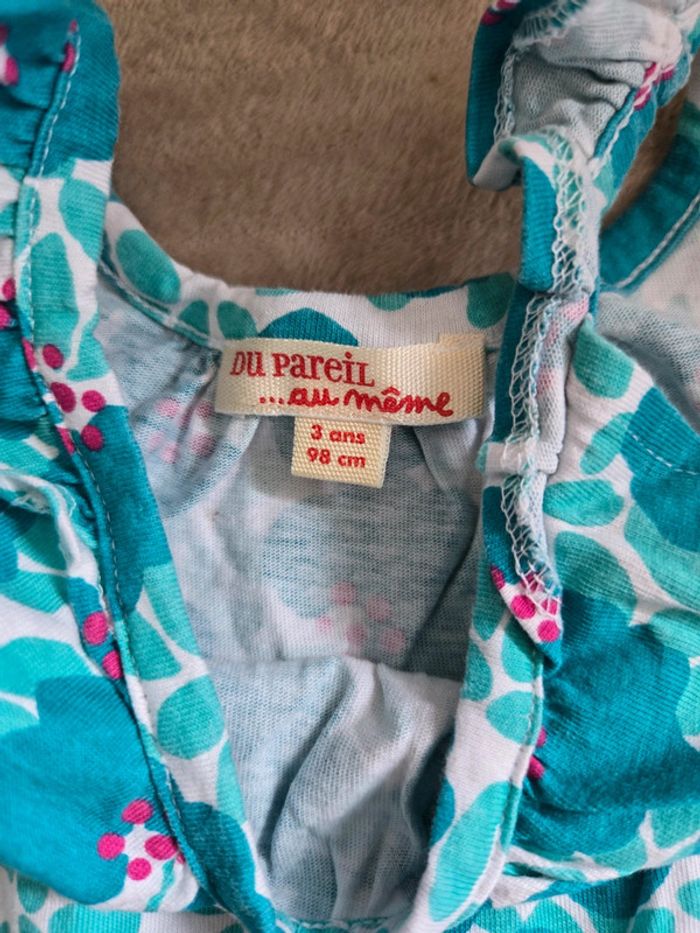 DU PAREIL
...au même
3 ans
98 cm